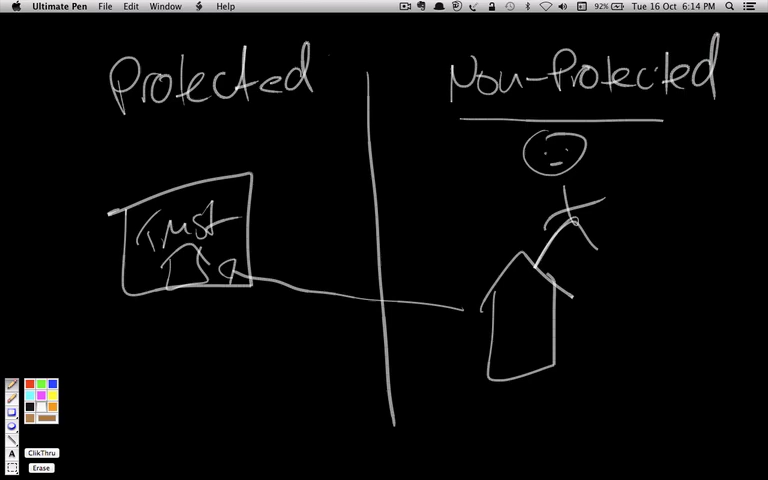 Ultimate Pen File Edit Window Help 92% Tue 16 Oct 6:14 PM
Protected
Non-Protected
Trust
A
ClikThru
Erase